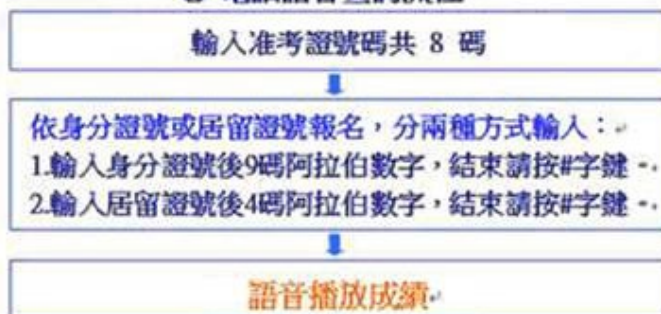 輸入准考證號碼共 8 碼
依身分證號或居留證號報名，分兩種方式輸入：
1.輸入身分證號後9碼阿拉伯數字，結束請按#字鍵。
2.輸入居留證號後4碼阿拉伯數字，結束請按#字鍵。
語音播放成績